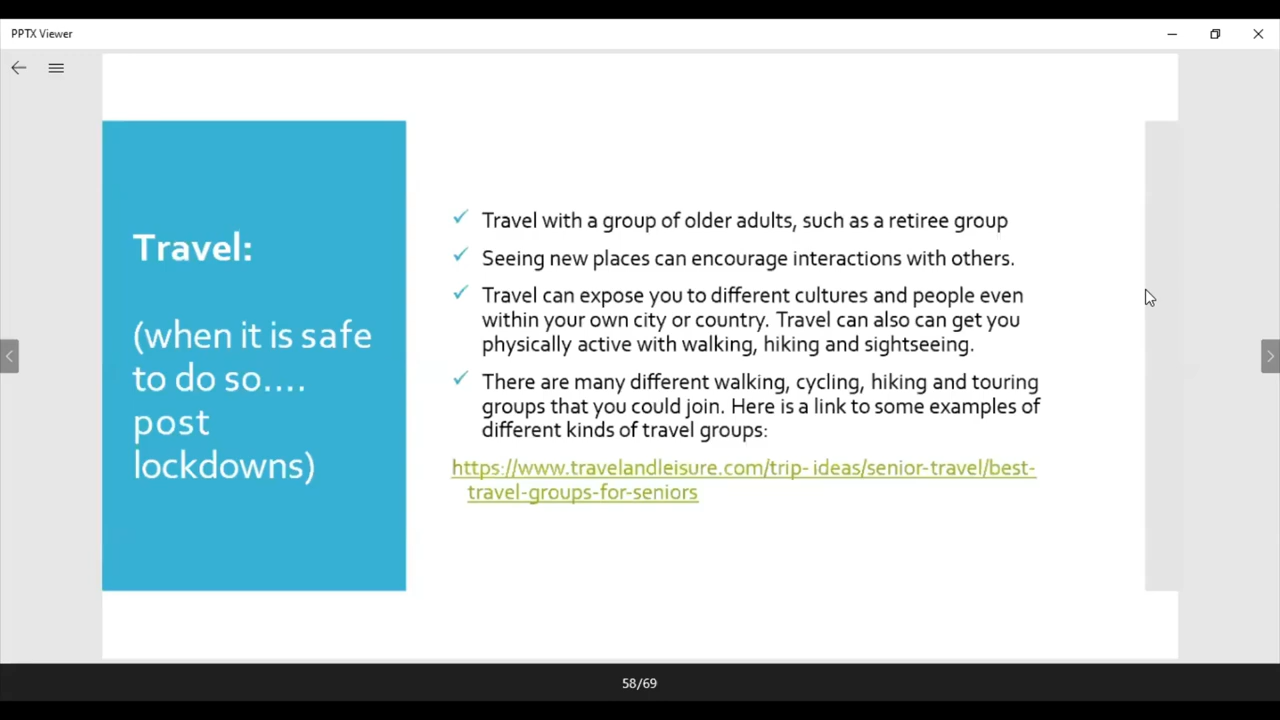 PPTX Viewer
Travel:
(when it is safe
to do so....
post
lockdowns)
Travel with a group of older adults, such as a retiree group
Seeing new places can encourage interactions with others.
Travel can expose you to different cultures and people even
within your own city or country. Travel can also can get you
physically active with walking, hiking and sightseeing.
There are many different walking, cycling, hiking and touring
groups that you could join. Here is a link to some examples of
different kinds of travel groups:
https://www.travelandleisure.com/trip- ideas/senior-travel/best-
travel-groups-for-seniors
58/69